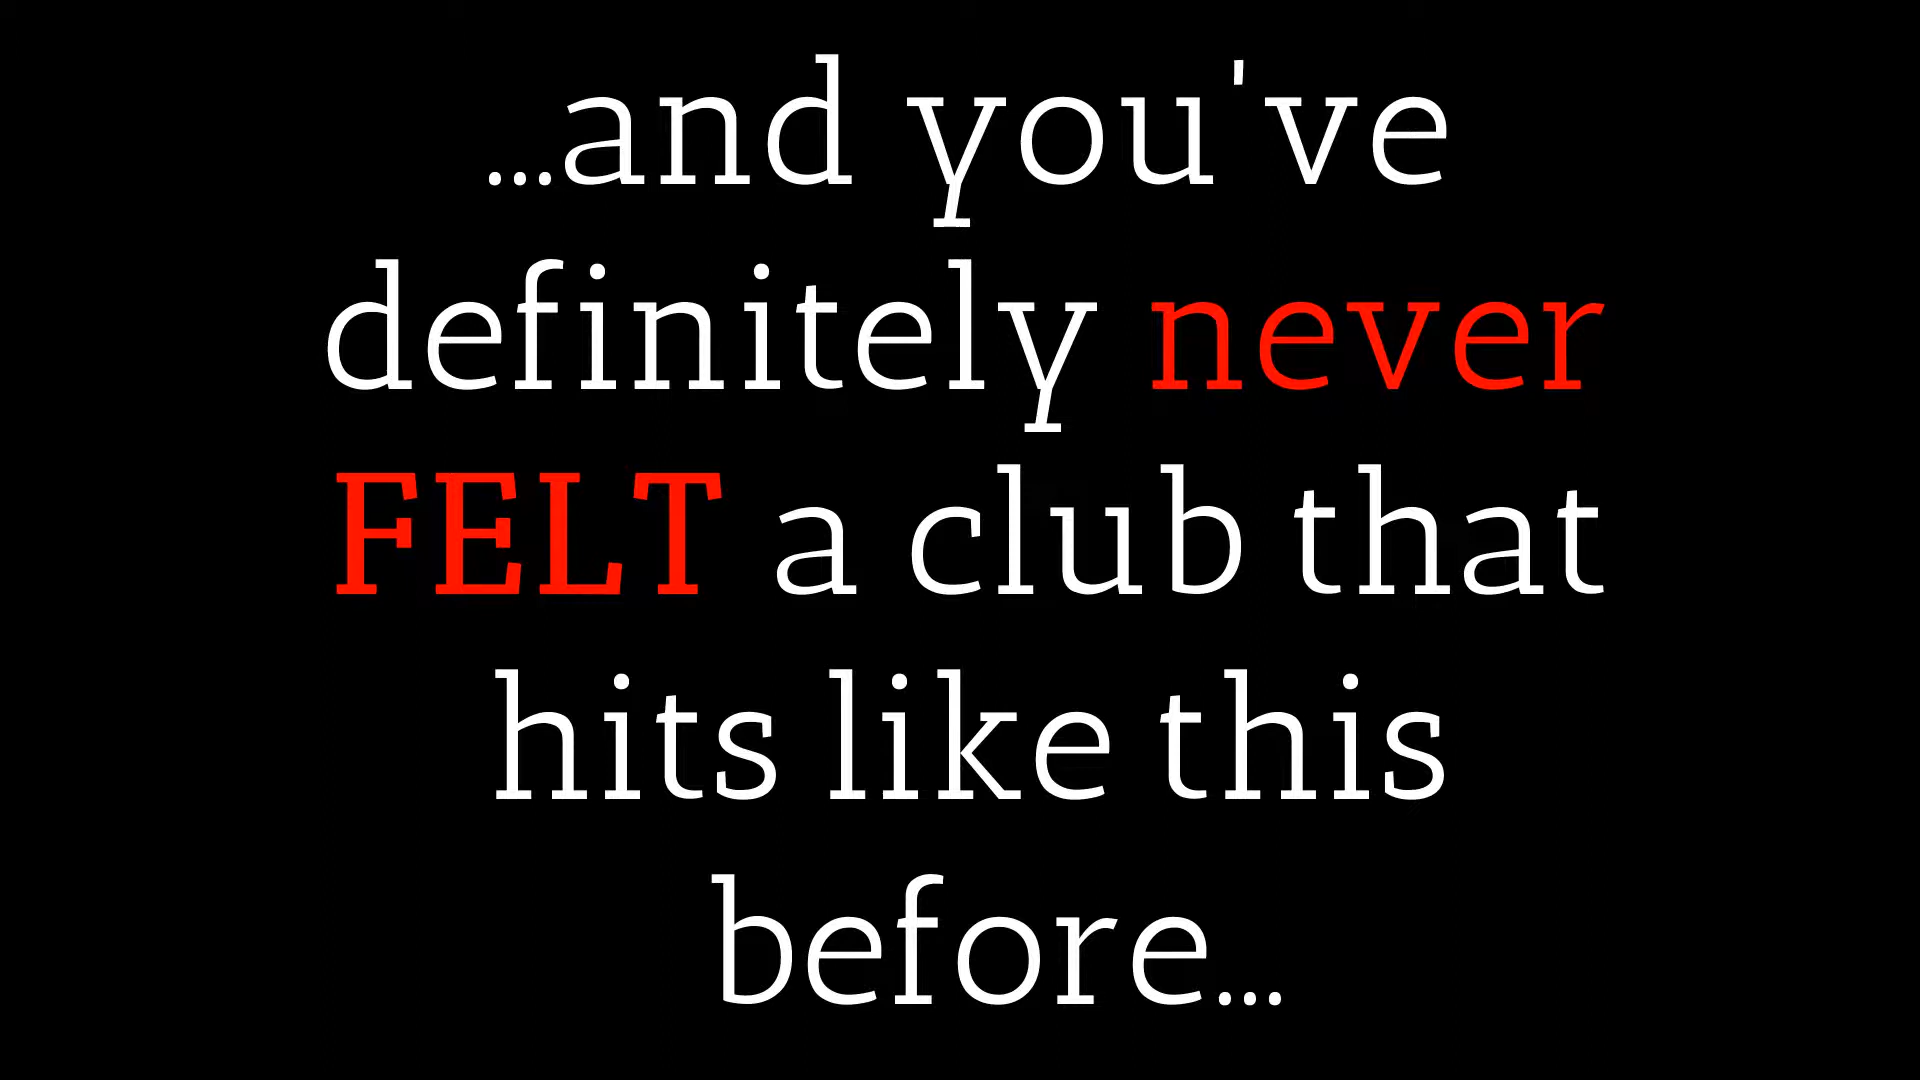 ...and you've
definitely never
FELT a club that
hits like this
before...